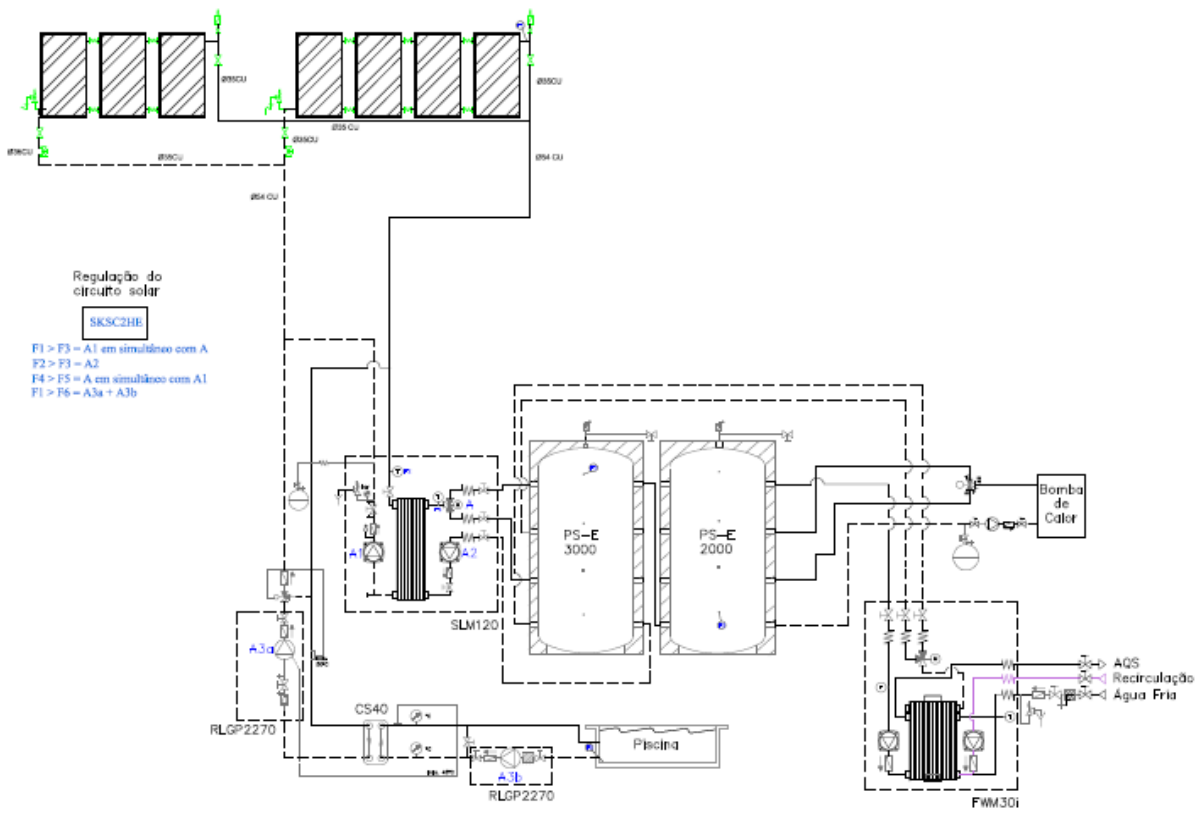 Ø35CU
Ø35CU
Ø35 CU
Ø35CU
Ø35CU
Ø35CU
Ø54 CU
Ø54 CU
Regulação do
circuito solar
SKSC2HE
F1 > F3 = A1 em simultâneo com A
F2 > F3 = A2
F4 > F5 = A em simultâneo com A1
F1 > F6 = A3a + A3b
T
T
A
A1
A2
SLM120
PS-E
3000
PS-E
2000
Bomba
de
Calor
A3a
RLGP2270
CS40
A3b
RLGP2270
Piscina
AQS
Recirculação
Água Fria
FWM30i